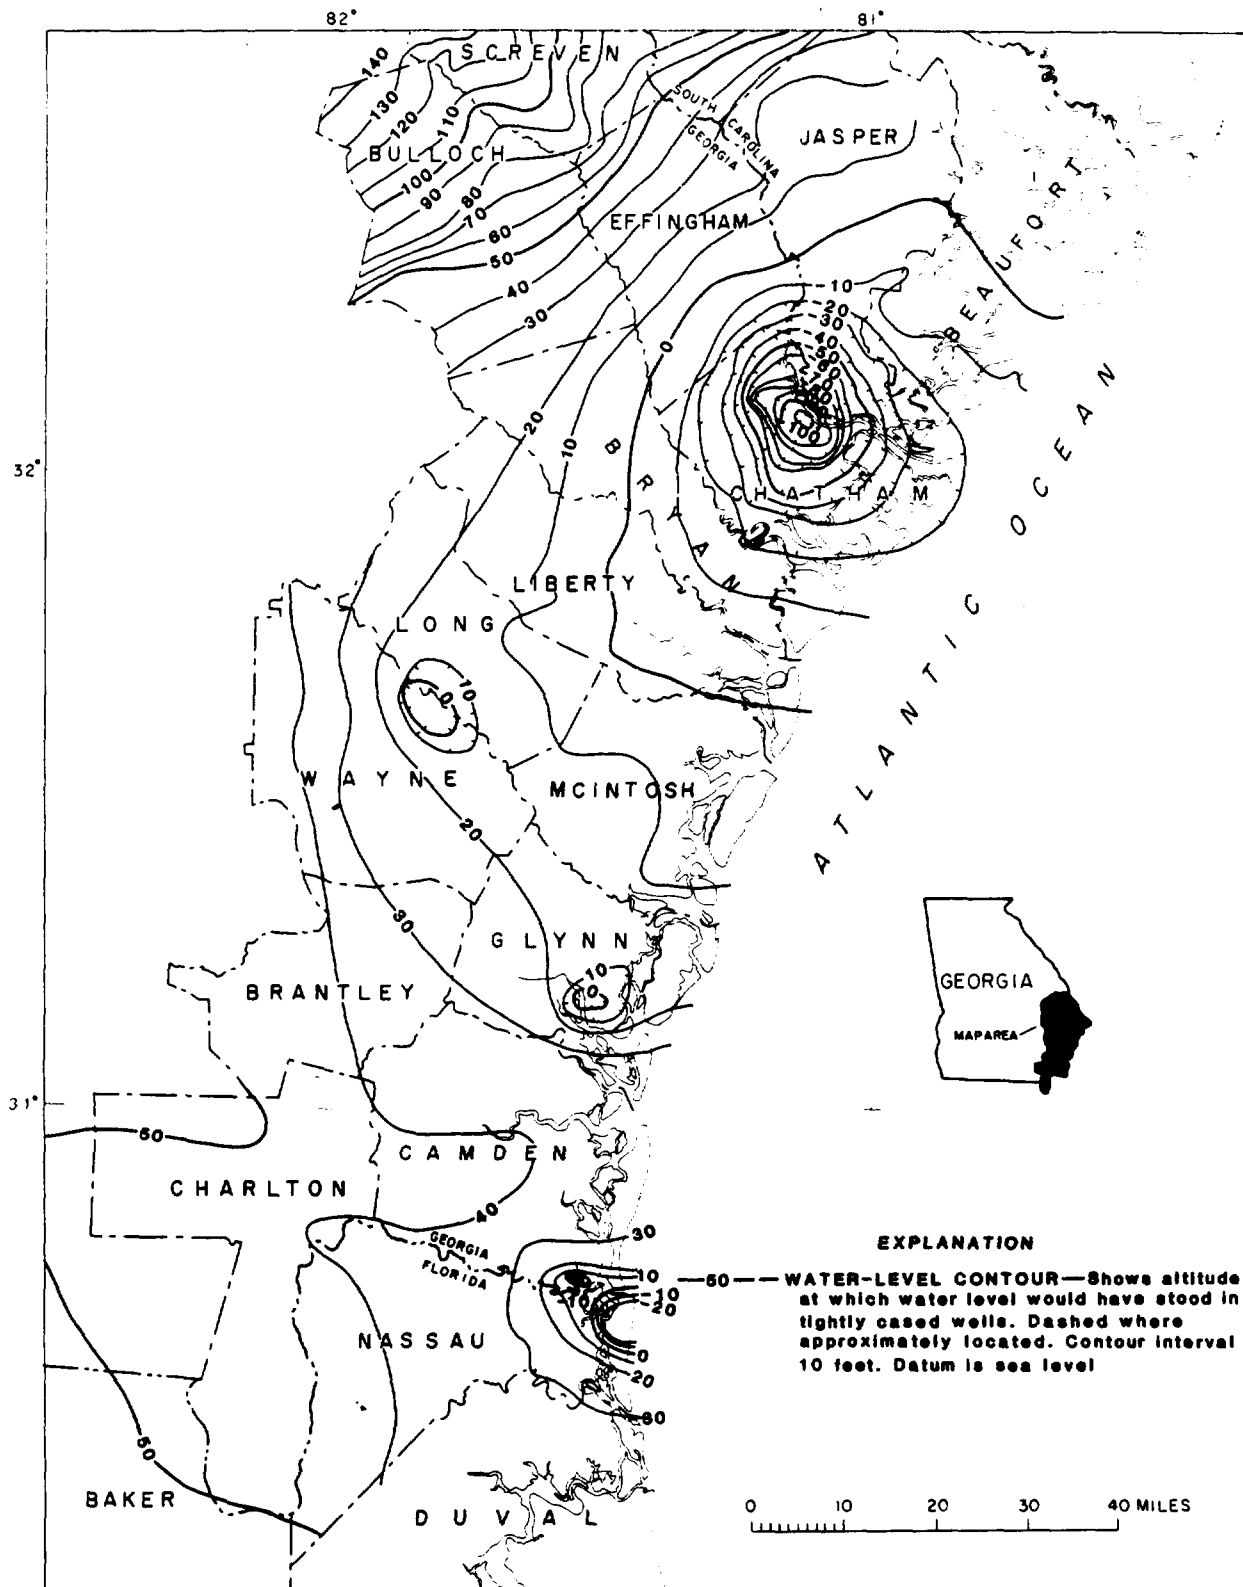 82°
81°
SCREVEN
140
130
120
110
BULLOCH
100
90
80
70
60
50
40
30
SOUTH CAROLINA
GEORGIA
JASPER
EFFINGHAM
BEAUFORT
0
-10
-20
-30
-40
-50
-100
20
10
BRYAN
32°
CHATHAM
ATLANTIC OCEAN
LIBERTY
LONG
10
0
WAYNE
MCINTOSH
20
30
GLYNN
10
0
BRANTLEY
GEORGIA
MAP AREA
31°
50
CAMDEN
CHARLTON
40
GEORGIA
FLORIDA
30
10
-10
-20
0
20
30
NASSAU
50
BAKER
DUVAL
EXPLANATION
—50—— WATER-LEVEL CONTOUR—Shows altitude
at which water level would have stood in
tightly cased wells. Dashed where
approximately located. Contour interval
10 feet. Datum is sea level
0 10 20 30 40 MILES